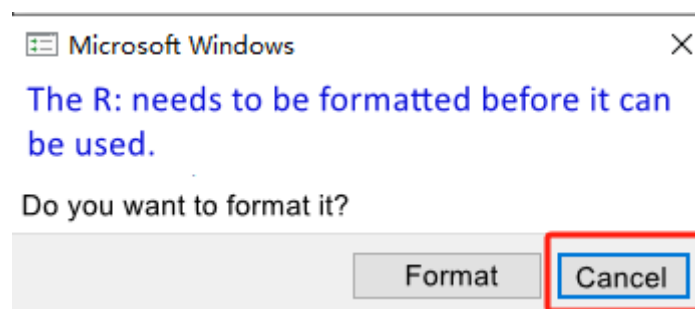 Microsoft Windows
The R: needs to be formatted before it can
be used.
Do you want to format it?
Format
Cancel